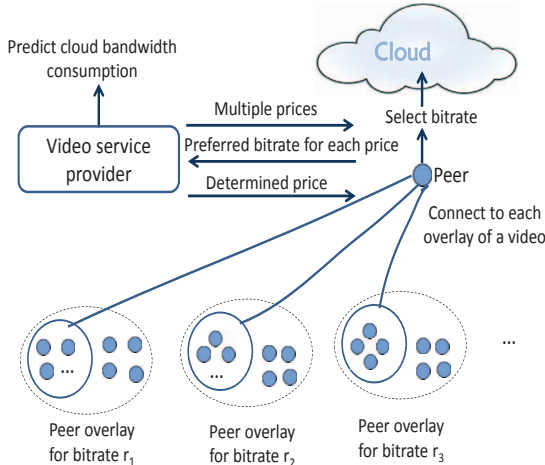 Predict cloud bandwidth
consumption
Cloud
Multiple prices
Select bitrate
Video service
provider
Preferred bitrate for each price
Determined price
Peer
Connect to each
overlay of a video
...
...
...
Peer overlay
for bitrate r1
Peer overlay
for bitrate r2
Peer overlay
for bitrate r3